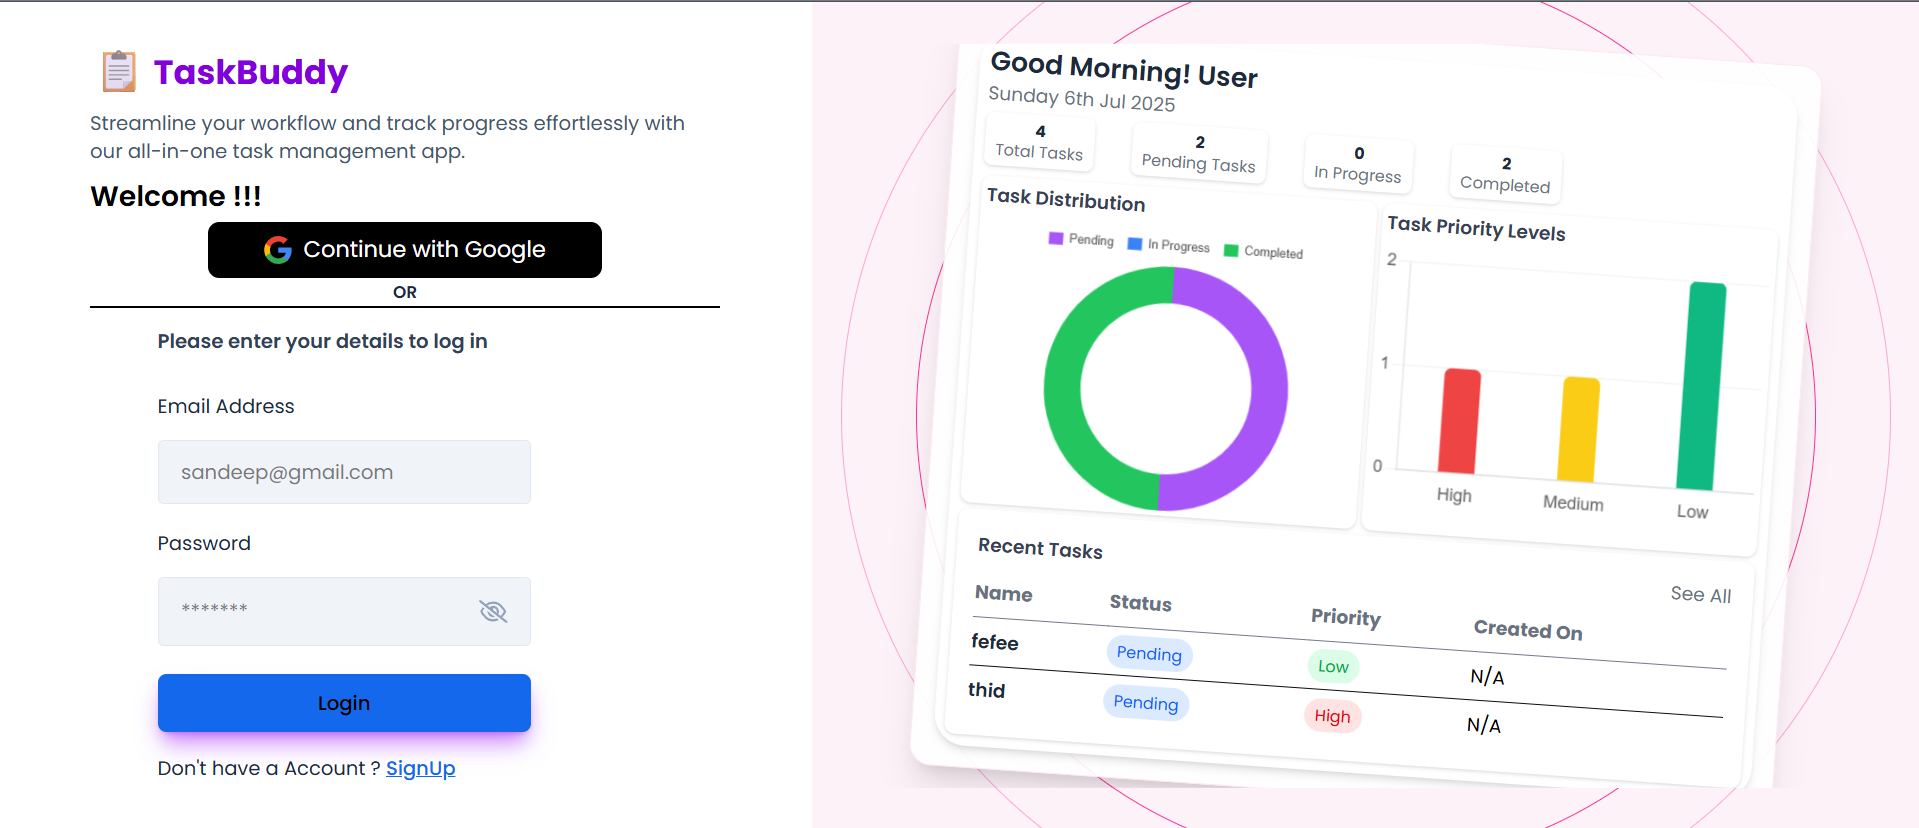 TaskBuddy
Streamline your workflow and track progress effortlessly with
our all-in-one task management app.
Welcome !!!
Continue with Google
OR
Please enter your details to log in
Email Address
sandeep@gmail.com
Password
*******
Login
Don't have a Account ? SignUp
Good Morning! User
Sunday 6th Jul 2025
4
Total Tasks
2
Pending Tasks
0
In Progress
2
Completed
Task Distribution
Pending In Progress Completed
Task Priority Levels
2
1
0
High Medium Low
Recent Tasks
See All
Name Status Priority Created On
fefee Pending Low N/A
thid Pending High N/A